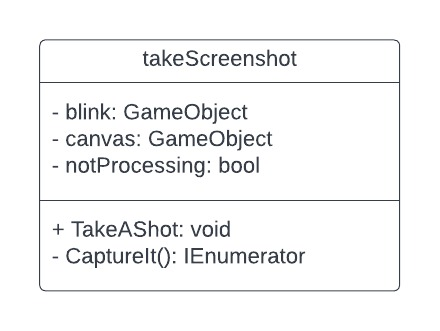 takeScreenshot
- blink: GameObject
- canvas: GameObject
- notProcessing: bool
+ TakeAShot: void
- CaptureIt(): IEnumerator